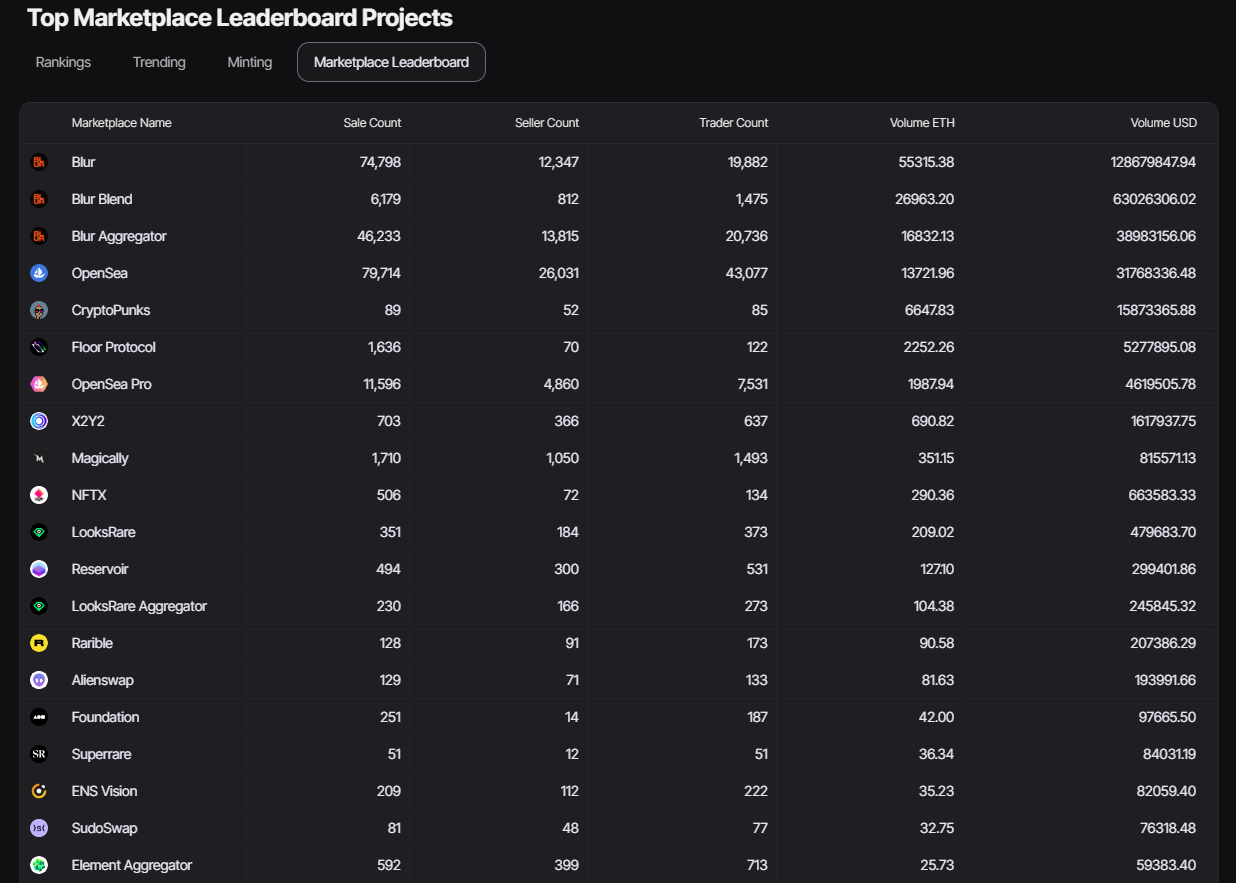 Top Marketplace Leaderboard Projects
Rankings Trending Minting Marketplace Leaderboard
Marketplace Name Sale Count Seller Count Trader Count Volume ETH Volume USD
Blur 74,798 12,347 19,882 55315.38 128679847.94
Blur Blend 6,179 812 1,475 26963.20 63026306.02
Blur Aggregator 46,233 13,815 20,736 16832.13 38983156.06
OpenSea 79,714 26,031 43,077 13721.96 31768336.48
CryptoPunks 89 52 85 6647.83 15873365.88
Floor Protocol 1,636 70 122 2252.26 5277895.08
OpenSea Pro 11,596 4,860 7,531 1987.94 4619505.78
X2Y2 703 366 637 690.82 1617937.75
Magically 1,710 1,050 1,493 351.15 815571.13
NFTX 506 72 134 290.36 663583.33
LooksRare 351 184 373 209.02 479683.70
Reservoir 494 300 531 127.10 299401.86
LooksRare Aggregator 230 166 273 104.38 245845.32
Rarible 128 91 173 90.58 207386.29
Alienswap 129 71 133 81.63 193991.66
Foundation 251 14 187 42.00 97665.50
SR Superrare 51 12 51 36.34 84031.19
ENS Vision 209 112 222 35.23 82059.40
)s( SudoSwap 81 48 77 32.75 76318.48
Element Aggregator 592 399 713 25.73 59383.40